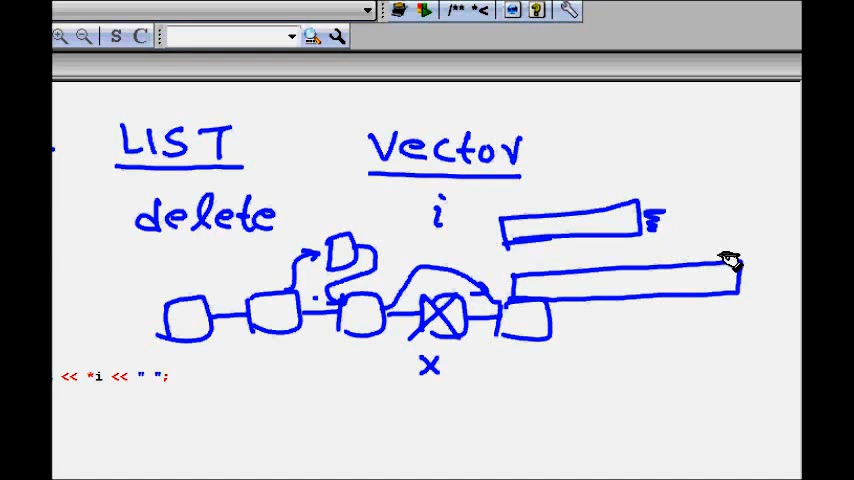 /** *<
S C
LIST vector
delete i
x
<< *i << " ";